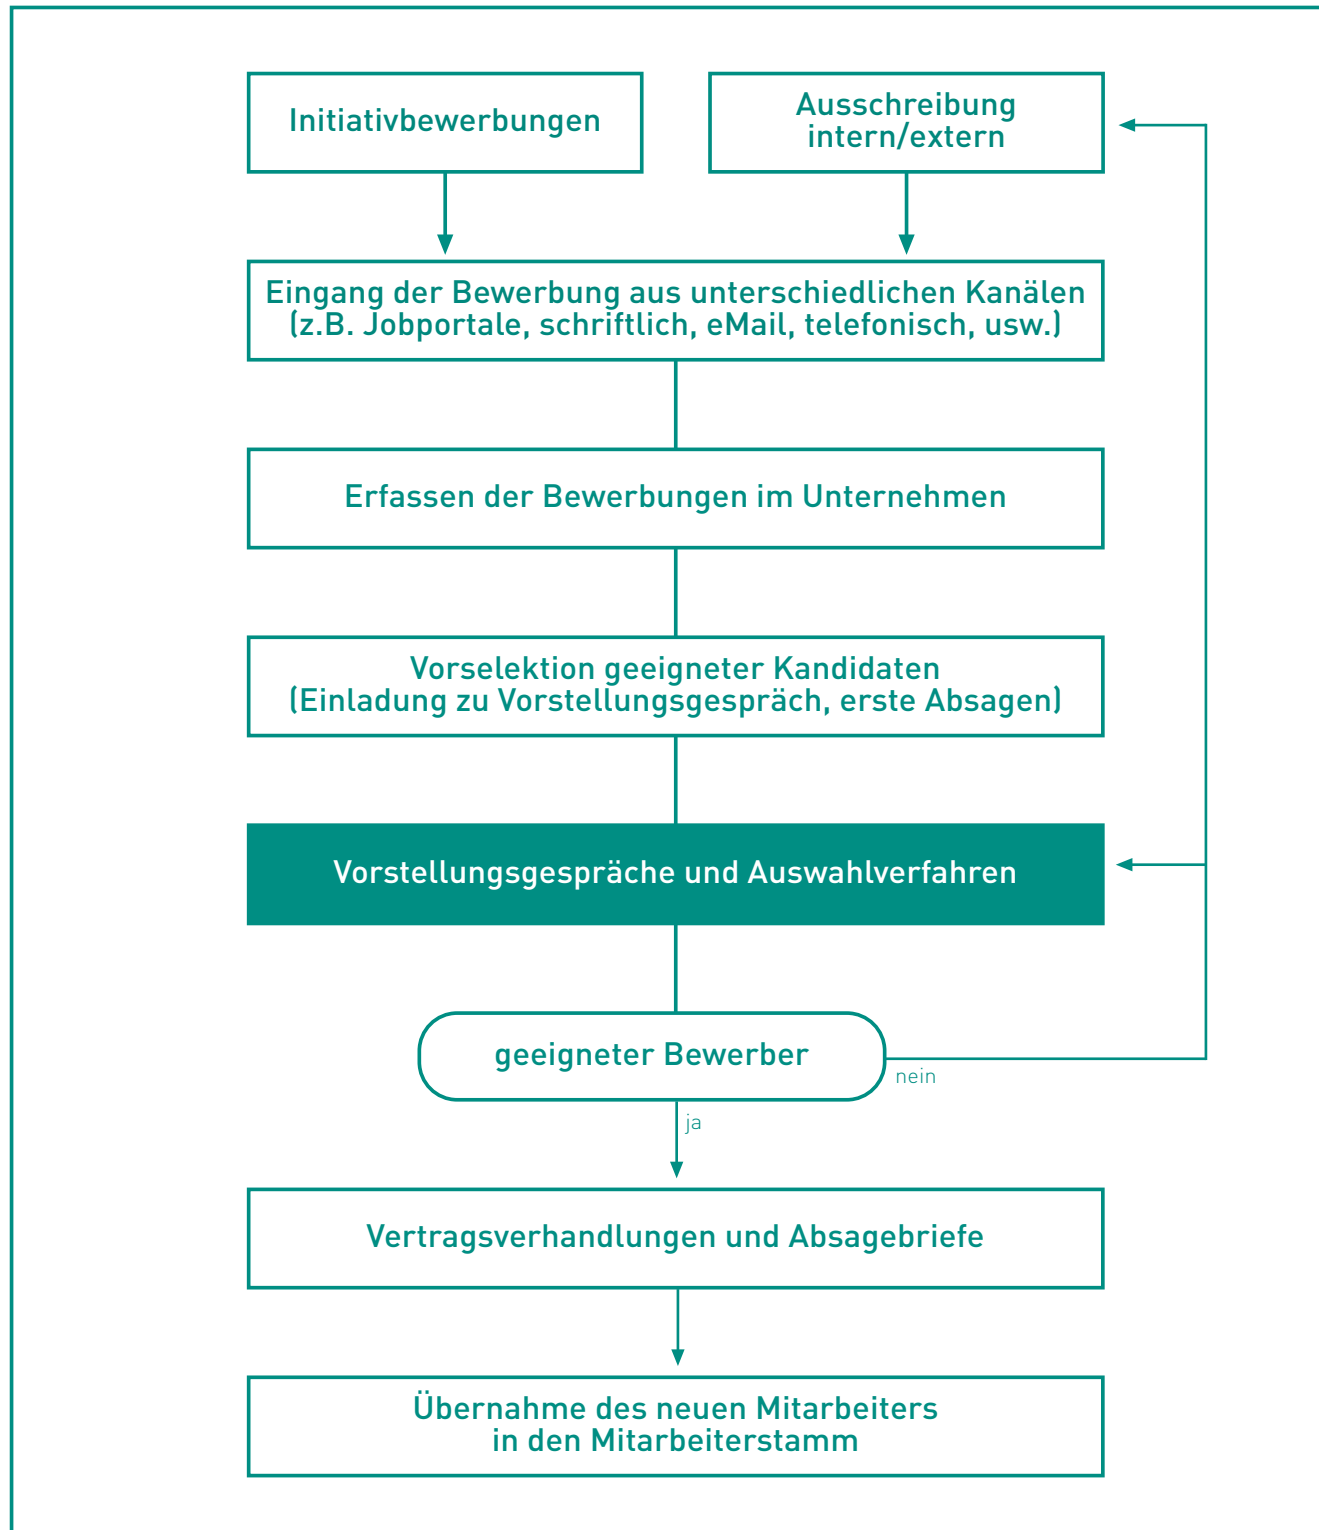 Initiativbewerbungen
Ausschreibung
intern/extern
Eingang der Bewerbung aus unterschiedlichen Kanälen
(z.B. Jobportale, schriftlich, eMail, telefonisch, usw.)
Erfassen der Bewerbungen im Unternehmen
Vorselektion geeigneter Kandidaten
(Einladung zu Vorstellungsgespräch, erste Absagen)
Vorstellungsgespräche und Auswahlverfahren
geeigneter Bewerber
nein
ja
Vertragsverhandlungen und Absagebriefe
Übernahme des neuen Mitarbeiters
in den Mitarbeiterstamm